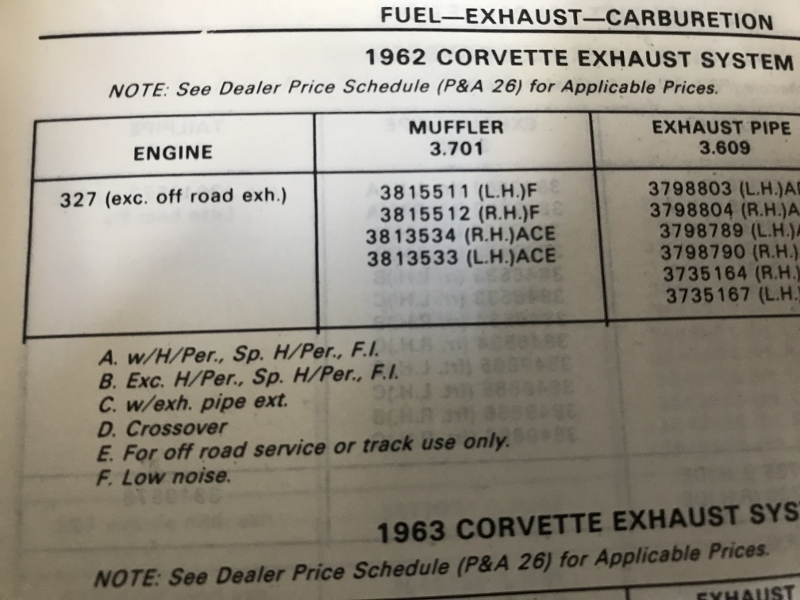 FUEL—EXHAUST—CARBURETION
1962 CORVETTE EXHAUST SYSTEM
NOTE: See Dealer Price Schedule (P&A 26) for Applicable Prices.
ENGINE
MUFFLER
3.701
EXHAUST PIPE
3.609
327 (exc. off road exh.)
3815511 (L.H.)F
3815512 (R.H.)F
3813534 (R.H.)ACE
3813533 (L.H.)ACE
3798803 (L.H.)A
3798804 (R.H.)A
3798789 (L.H.)
3798790 (R.H.)
3735164 (R.H.)
3735167 (L.H.)
A. w/H/Per., Sp. H/Per., F.I.
B. Exc. H/Per., Sp. H/Per., F.I.
C. w/exh. pipe ext.
D. Crossover
E. For off road service or track use only.
F. Low noise.
1963 CORVETTE EXHAUST SYS
NOTE: See Dealer Price Schedule (P&A 26) for Applicable Prices.
EXHAUST